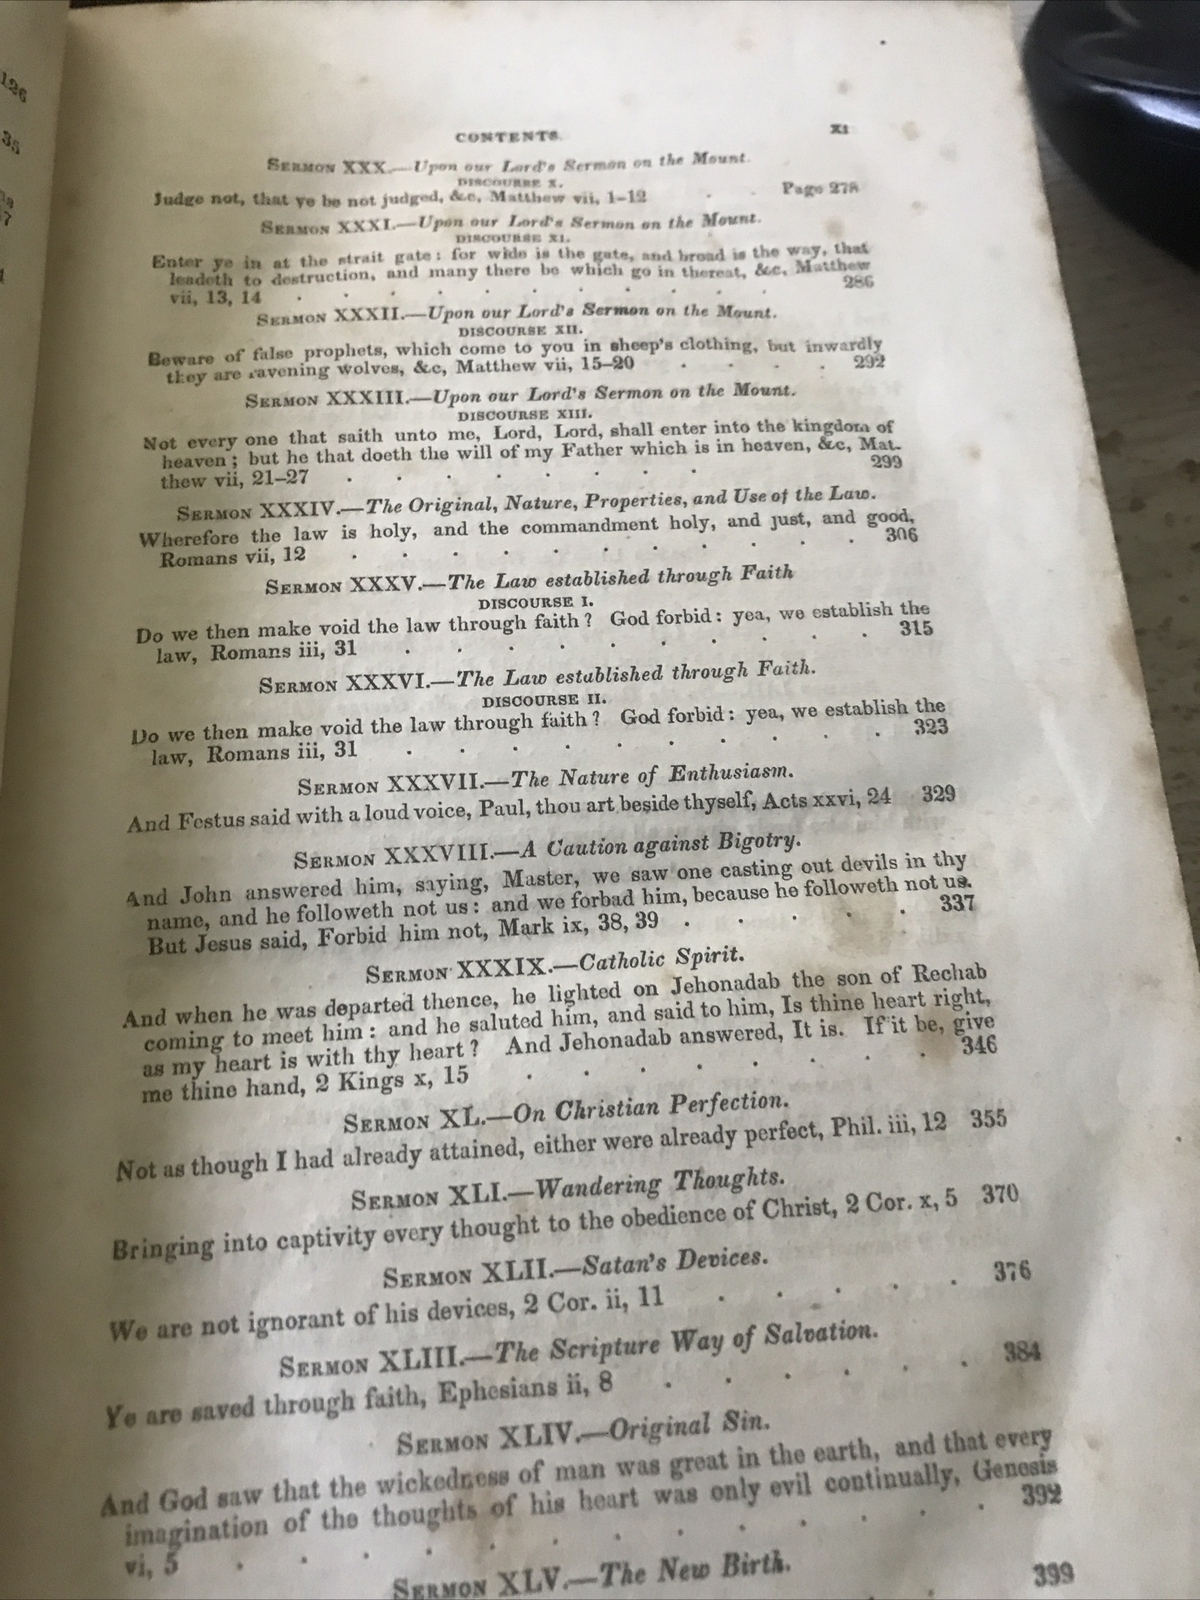 126
35
7
CONTENTS. xi
SERMON XXX.—Upon our Lord's Sermon on the Mount.
DISCOURSE X.
Judge not, that ye be not judged, &c, Matthew vii, 1-12 . Page 278
SERMON XXXI.—Upon our Lord's Sermon on the Mount.
DISCOURSE XI.
Enter ye in at the strait gate: for wide is the gate, and broad is the way, that
leadeth to destruction, and many there be which go in thereat, &c, Matthew
vii, 13, 14 . . . . . . . . . . 286
SERMON XXXII.—Upon our Lord's Sermon on the Mount.
DISCOURSE XII.
Beware of false prophets, which come to you in sheep's clothing, but inwardly
they are ravening wolves, &c, Matthew vii, 15-20 . . . . 292
SERMON XXXIII.—Upon our Lord's Sermon on the Mount.
DISCOURSE XIII.
Not every one that saith unto me, Lord, Lord, shall enter into the kingdom of
heaven; but he that doeth the will of my Father which is in heaven, &c, Mat-
thew vii, 21-27 . . . . . . . . 299
SERMON XXXIV.—The Original, Nature, Properties, and Use of the Law.
Wherefore the law is holy, and the commandment holy, and just, and good,
Romans vii, 12 . . . . . . . . . . . 306
SERMON XXXV.—The Law established through Faith
DISCOURSE I.
Do we then make void the law through faith? God forbid: yea, we establish the
law, Romans iii, 31 . . . . . . . . . . 315
SERMON XXXVI.—The Law established through Faith.
DISCOURSE II.
Do we then make void the law through faith? God forbid: yea, we establish the
law, Romans iii, 31 . . . . . . . . . . 323
SERMON XXXVII.—The Nature of Enthusiasm.
And Festus said with a loud voice, Paul, thou art beside thyself, Acts xxvi, 24 329
SERMON XXXVIII.—A Caution against Bigotry.
And John answered him, saying, Master, we saw one casting out devils in thy
name, and he followeth not us: and we forbad him, because he followeth not us.
But Jesus said, Forbid him not, Mark ix, 38, 39 . . . . . 337
SERMON XXXIX.—Catholic Spirit.
And when he was departed thence, he lighted on Jehonadab the son of Rechab
coming to meet him: and he saluted him, and said to him, Is thine heart right,
as my heart is with thy heart? And Jehonadab answered, It is. If it be, give
me thine hand, 2 Kings x, 15 . . . . . . . . 346
SERMON XL.—On Christian Perfection.
Not as though I had already attained, either were already perfect, Phil. iii, 12 355
SERMON XLI.—Wandering Thoughts.
Bringing into captivity every thought to the obedience of Christ, 2 Cor. x, 5 370
SERMON XLII.—Satan's Devices.
We are not ignorant of his devices, 2 Cor. ii, 11 . . . . . 376
SERMON XLIII.—The Scripture Way of Salvation.
Ye are saved through faith, Ephesians ii, 8 . . . . . . 384
SERMON XLIV.—Original Sin.
And God saw that the wickedness of man was great in the earth, and that every
imagination of the thoughts of his heart was only evil continually, Genesis
vi, 5 . . . . . . . . . . . . . 392
SERMON XLV.—The New Birth.
399